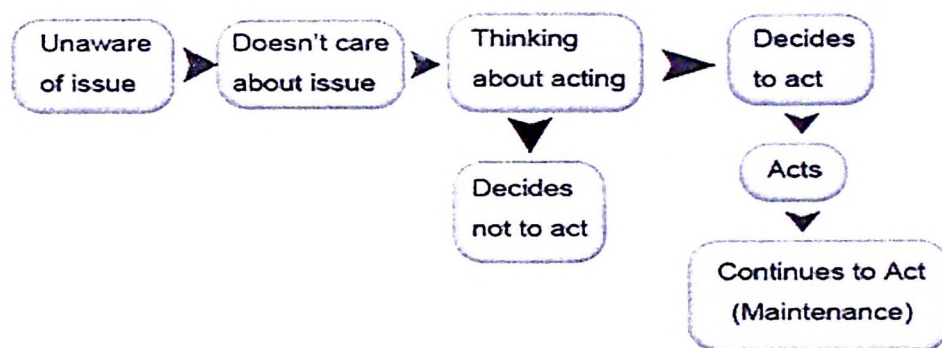 Unaware
of issue
Doesn't care
about issue
Thinking
about acting
Decides
to act
Decides
not to act
Acts
Continues to Act
(Maintenance)